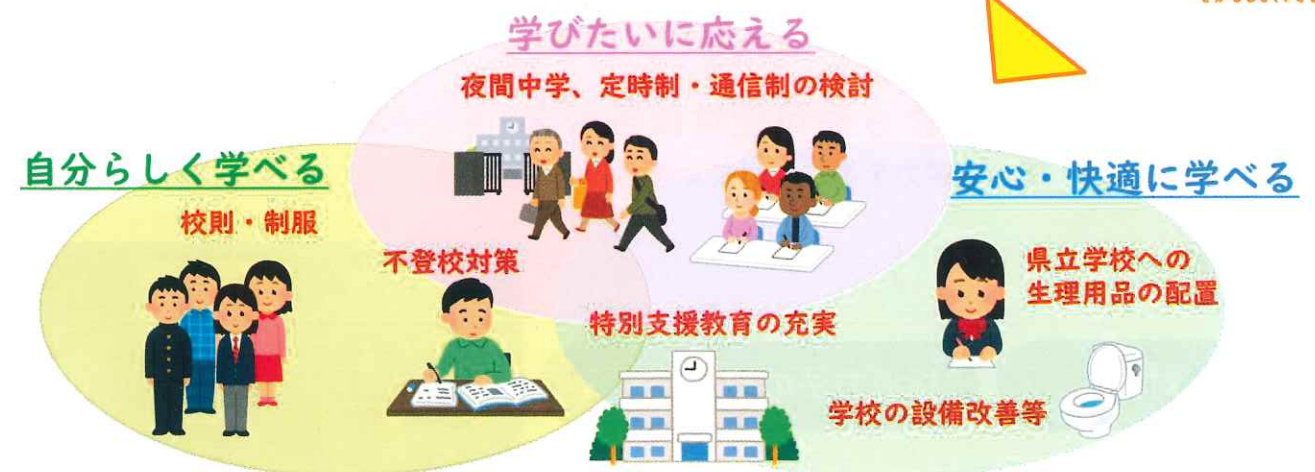 学びたいに応える
夜間中学、定時制・通信制の検討
自分らしく学べる
校則・制服
不登校対策
安心・快適に学べる
県立学校への
生理用品の配置
特別支援教育の充実
学校の設備改善等